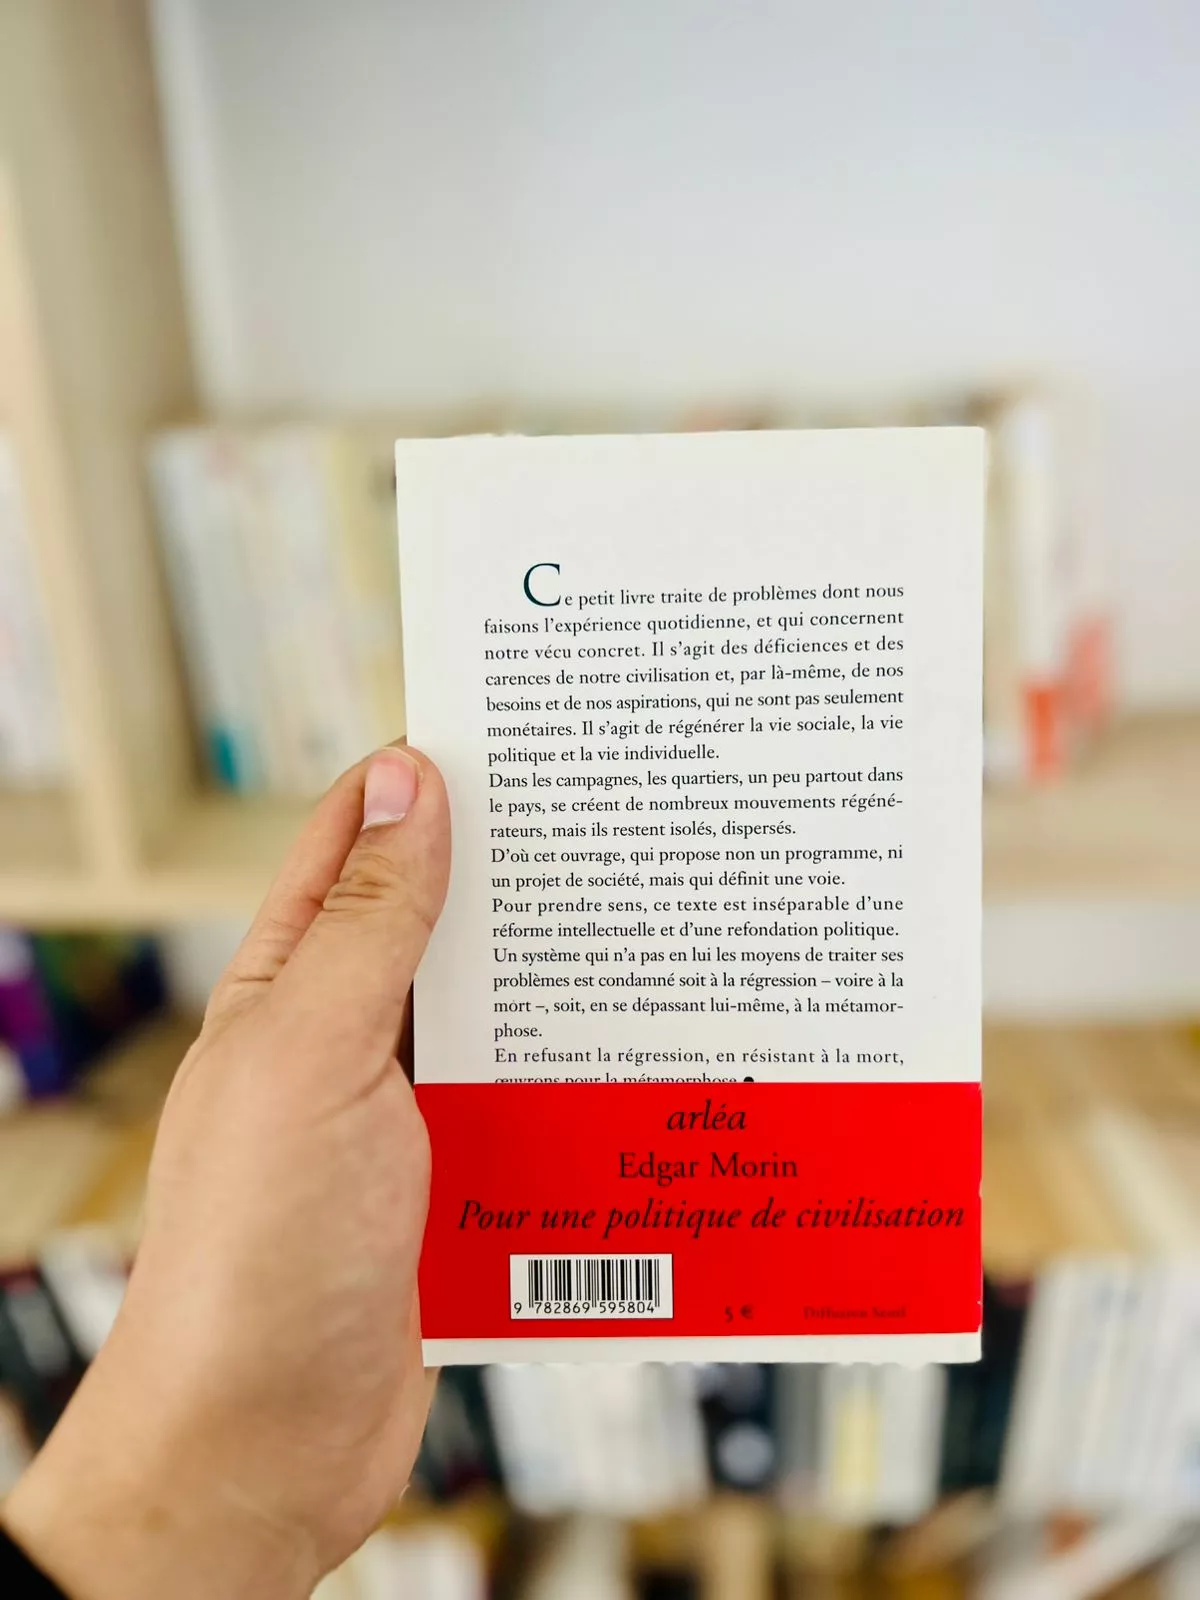 Ce petit livre traite de problèmes dont nous
faisons l'expérience quotidienne, et qui concernent
notre vécu concret. Il s'agit des déficiences et des
carences de notre civilisation et, par là-même, de nos
besoins et de nos aspirations, qui ne sont pas seulement
monétaires. Il s'agit de régénérer la vie sociale, la vie
politique et la vie individuelle.
Dans les campagnes, les quartiers, un peu partout dans
le pays, se créent de nombreux mouvements régéné-
rateurs, mais ils restent isolés, dispersés.
D'où cet ouvrage, qui propose non un programme, ni
un projet de société, mais qui définit une voie.
Pour prendre sens, ce texte est inséparable d'une
réforme intellectuelle et d'une refondation politique.
Un système qui n'a pas en lui les moyens de traiter ses
problèmes est condamné soit à la régression – voire à la
mort –, soit, en se dépassant lui-même, à la métamor-
phose.
En refusant la régression, en résistant à la mort,
œuvrons pour la métamorphose ●
arléa
Edgar Morin
Pour une politique de civilisation
9 782869 595804
5 €
Diffusion Seuil